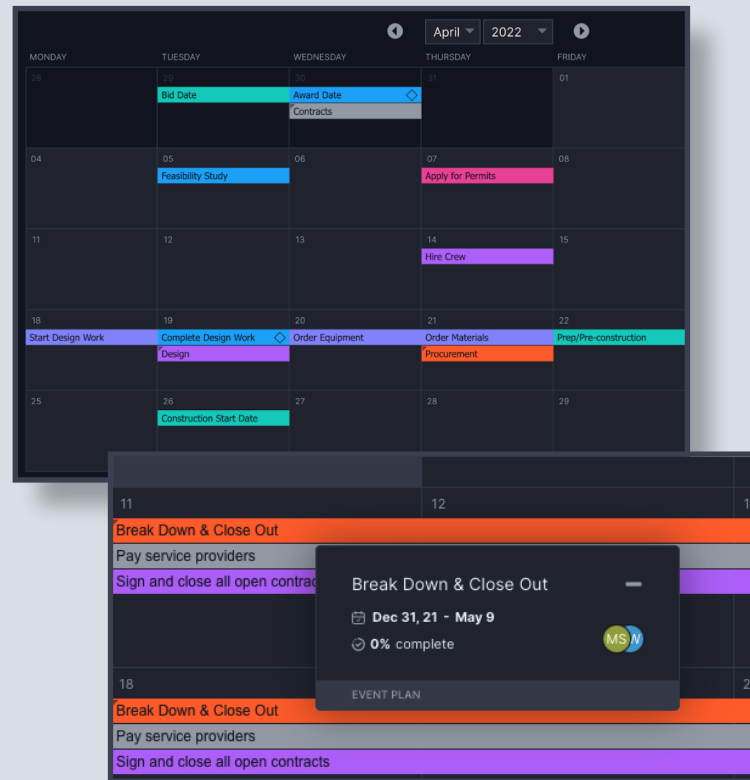 April 2022
MONDAY TUESDAY WEDNESDAY THURSDAY FRIDAY
28 29 30 31 01
Bid Date Award Date
Contracts
04 05 06 07 08
Feasibility Study Apply for Permits
11 12 13 14 15
Hire Crew
18 19 20 21 22
Start Design Work Complete Design Work Order Equipment Order Materials Prep/Pre-construction
Design Procurement
25 26 27 28 29
Construction Start Date
11 12 1
Break Down & Close Out
Pay service providers
Sign and close all open contrac
Break Down & Close Out
Dec 31, 21 - May 9
0% complete
MS W
EVENT PLAN
18 2
Break Down & Close Out
Pay service providers
Sign and close all open contracts